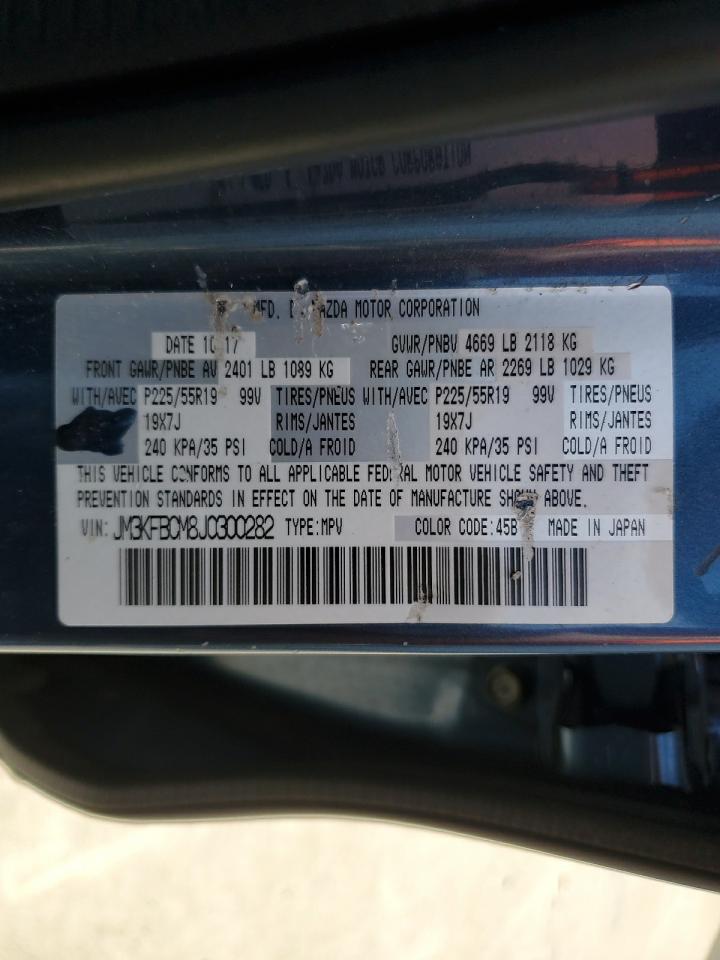 MFD. MAZDA MOTOR CORPORATION
DATE 10 17 GVWR/PNBV 4669 LB 2118 KG
FRONT GAWR/PNBE AV 2401 LB 1089 KG REAR GAWR/PNBE AR 2269 LB 1029 KG
WITH/AVEC P225/55R19 99V TIRES/PNEUS WITH/AVEC P225/55R19 99V TIRES/PNEUS
19X7J RIMS/JANTES 19X7J RIMS/JANTES
240 KPA/35 PSI COLD/A FROID 240 KPA/35 PSI COLD/A FROID
THIS VEHICLE CONFORMS TO ALL APPLICABLE FEDERAL MOTOR VEHICLE SAFETY AND THEFT
PREVENTION STANDARDS IN EFFECT ON THE DATE OF MANUFACTURE SHOWN ABOVE.
VIN: JM3KFBCM8J0300282 TYPE:MPV COLOR CODE:45B MADE IN JAPAN